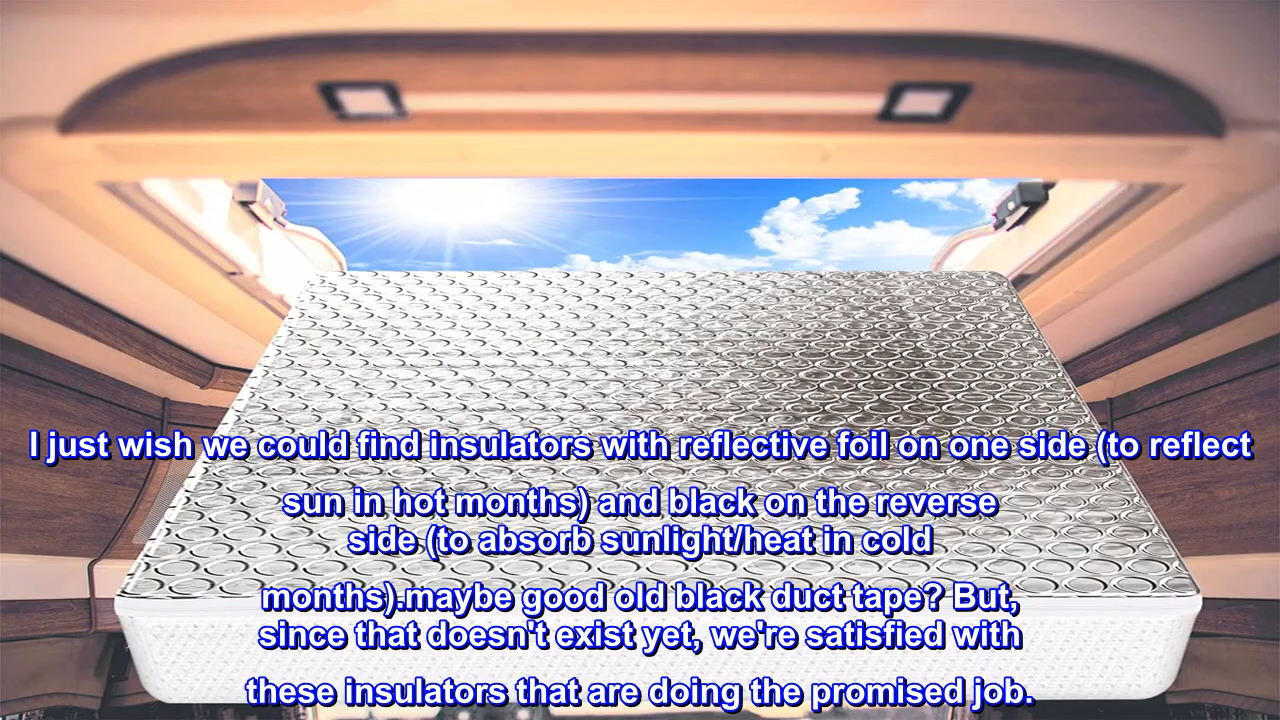 I just wish we could find insulators with reflective foil on one side (to reflect
sun in hot months) and black on the reverse
side (to absorb sunlight/heat in cold
months).maybe good old black duct tape? But,
since that doesn't exist yet, we're satisfied with
these insulators that are doing the promised job.